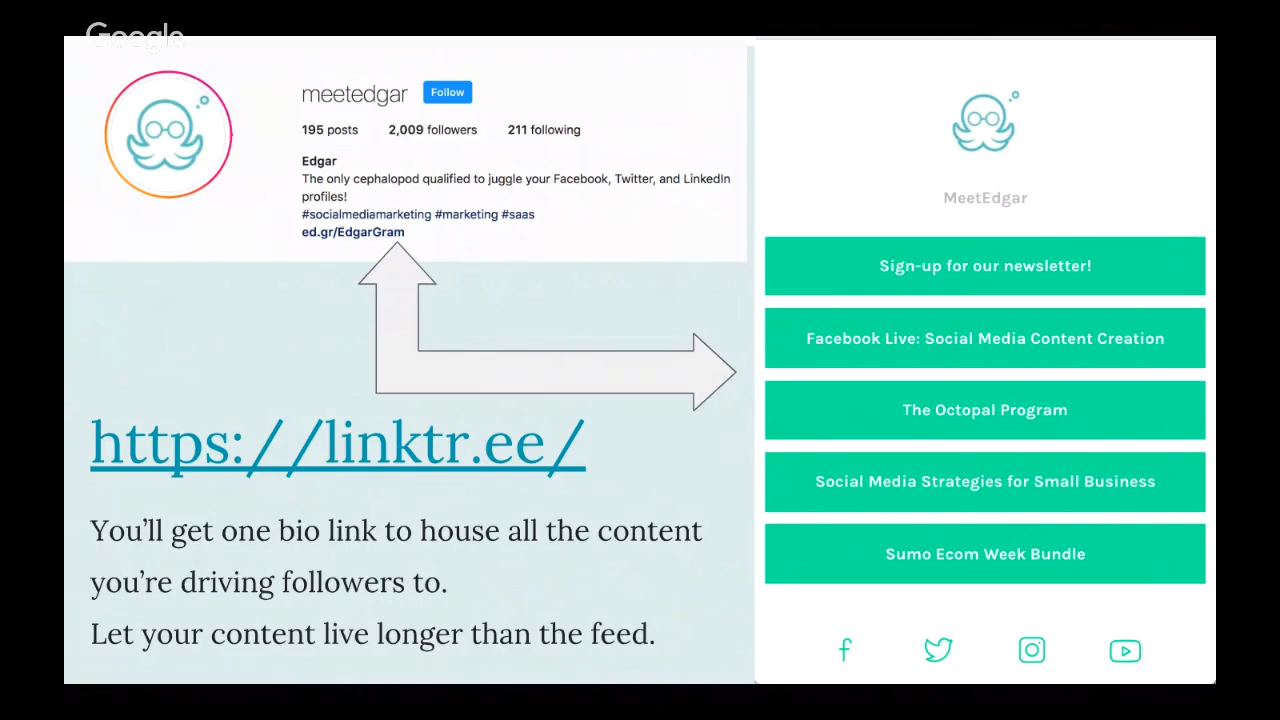 Google
meetedgar Follow
195 posts 2,009 followers 211 following
Edgar
The only cephalopod qualified to juggle your Facebook, Twitter, and LinkedIn
profiles!
#socialmediamarketing #marketing #saas
ed.gr/EdgarGram
https://linktr.ee/
You’ll get one bio link to house all the content
you’re driving followers to.
Let your content live longer than the feed.
MeetEdgar
Sign-up for our newsletter!
Facebook Live: Social Media Content Creation
The Octopal Program
Social Media Strategies for Small Business
Sumo Ecom Week Bundle